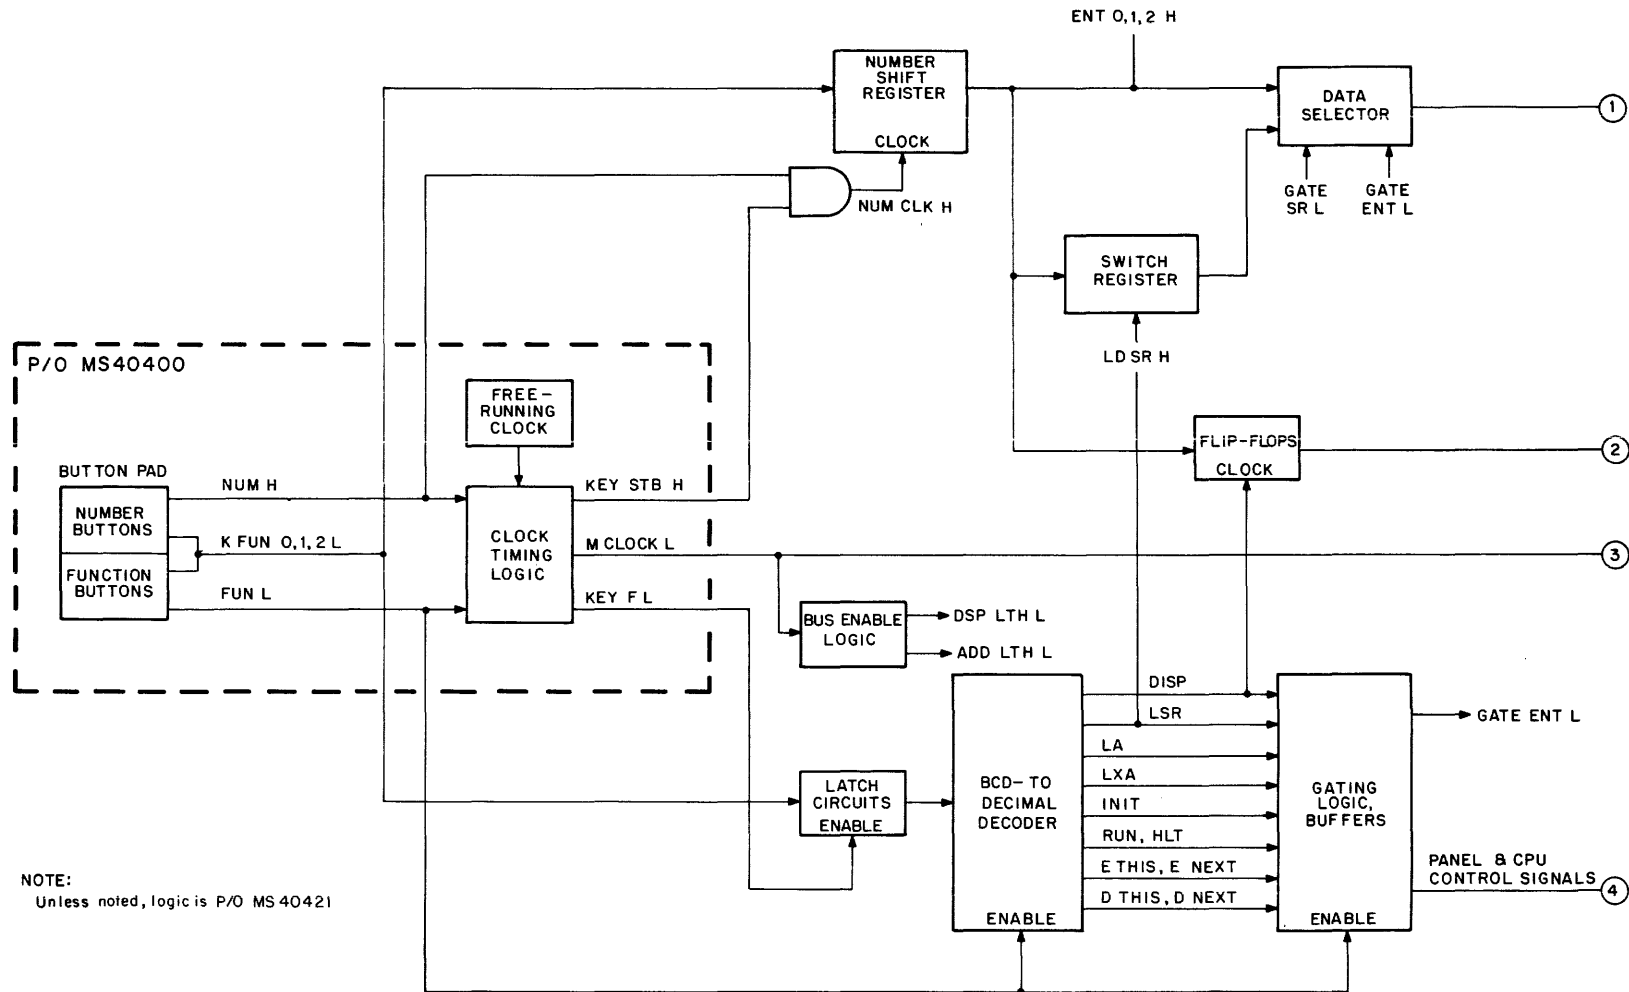 ENT 0,1,2 H
NUMBER
SHIFT
REGISTER
CLOCK
DATA
SELECTOR
1
GATE
SR L
GATE
ENT L
NUM CLK H
SWITCH
REGISTER
LD SR H
P/O MS40400
FREE-
RUNNING
CLOCK
FLIP-FLOPS
CLOCK
2
BUTTON PAD
NUMBER
BUTTONS
FUNCTION
BUTTONS
NUM H
K FUN 0,1,2 L
FUN L
CLOCK
TIMING
LOGIC
KEY STB H
M CLOCK L
3
KEY F L
BUS ENABLE
LOGIC
DSP LTH L
ADD LTH L
LATCH
CIRCUITS
ENABLE
BCD-TO
DECIMAL
DECODER
ENABLE
DISP
LSR
LA
LXA
INIT
RUN, HLT
E THIS, E NEXT
D THIS, D NEXT
GATING
LOGIC,
BUFFERS
ENABLE
GATE ENT L
PANEL & CPU
CONTROL SIGNALS
4
NOTE:
Unless noted, logic is P/O MS40421